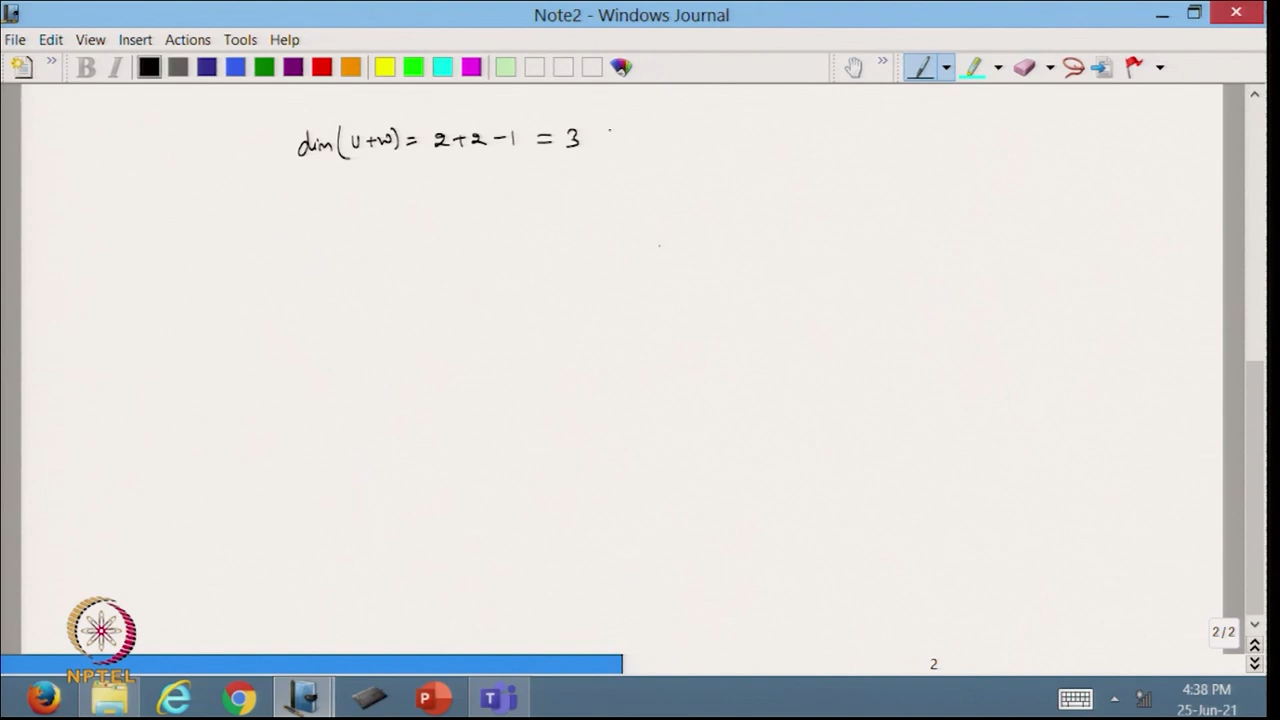 Note2 - Windows Journal
File Edit View Insert Actions Tools Help
B I
dim(U+W) = 2+2-1 = 3
2/2
2
NPTEL
4:38 PM
25-Jun-21